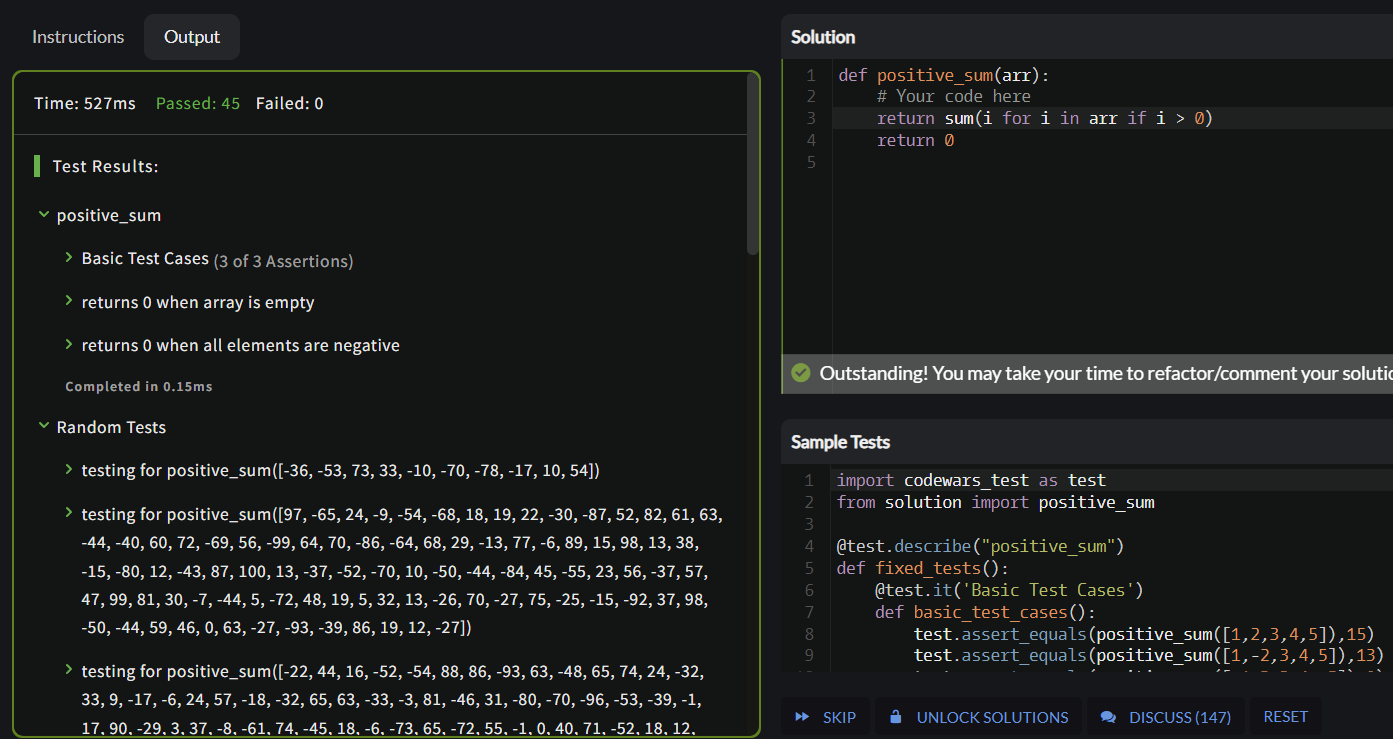 Instructions
Output
Time: 527ms Passed: 45 Failed: 0
Test Results:
positive_sum
Basic Test Cases (3 of 3 Assertions)
returns 0 when array is empty
returns 0 when all elements are negative
Completed in 0.15ms
Random Tests
testing for positive_sum([-36, -53, 73, 33, -10, -70, -78, -17, 10, 54])
testing for positive_sum([97, -65, 24, -9, -54, -68, 18, 19, 22, -30, -87, 52, 82, 61, 63,
-44, -40, 60, 72, -69, 56, -99, 64, 70, -86, -64, 68, 29, -13, 77, -6, 89, 15, 98, 13, 38,
-15, -80, 12, -43, 87, 100, 13, -37, -52, -70, 10, -50, -44, -84, 45, -55, 23, 56, -37, 57,
47, 99, 81, 30, -7, -44, 5, -72, 48, 19, 5, 32, 13, -26, 70, -27, 75, -25, -15, -92, 37, 98,
-50, -44, 59, 46, 0, 63, -27, -93, -39, 86, 19, 12, -27])
testing for positive_sum([-22, 44, 16, -52, -54, 88, 86, -93, 63, -48, 65, 74, 24, -32,
33, 9, -17, -6, 24, 57, -18, -32, 65, 63, -33, -3, 81, -46, 31, -80, -70, -96, -53, -39, -1,
17, 90, -29, 3, 37, -8, -61, 74, -45, 18, -6, -73, 65, -72, 55, -1, 0, 40, 71, -52, 18, 12,
Solution
1 def positive_sum(arr):
2 # Your code here
3 return sum(i for i in arr if i > 0)
4 return 0
5
Outstanding! You may take your time to refactor/comment your solutio
Sample Tests
1 import codewars_test as test
2 from solution import positive_sum
3
4 @test.describe("positive_sum")
5 def fixed_tests():
6 @test.it('Basic Test Cases')
7 def basic_test_cases():
8 test.assert_equals(positive_sum([1,2,3,4,5]),15)
9 test.assert_equals(positive_sum([1,-2,3,4,5]),13)
SKIP
UNLOCK SOLUTIONS
DISCUSS (147)
RESET